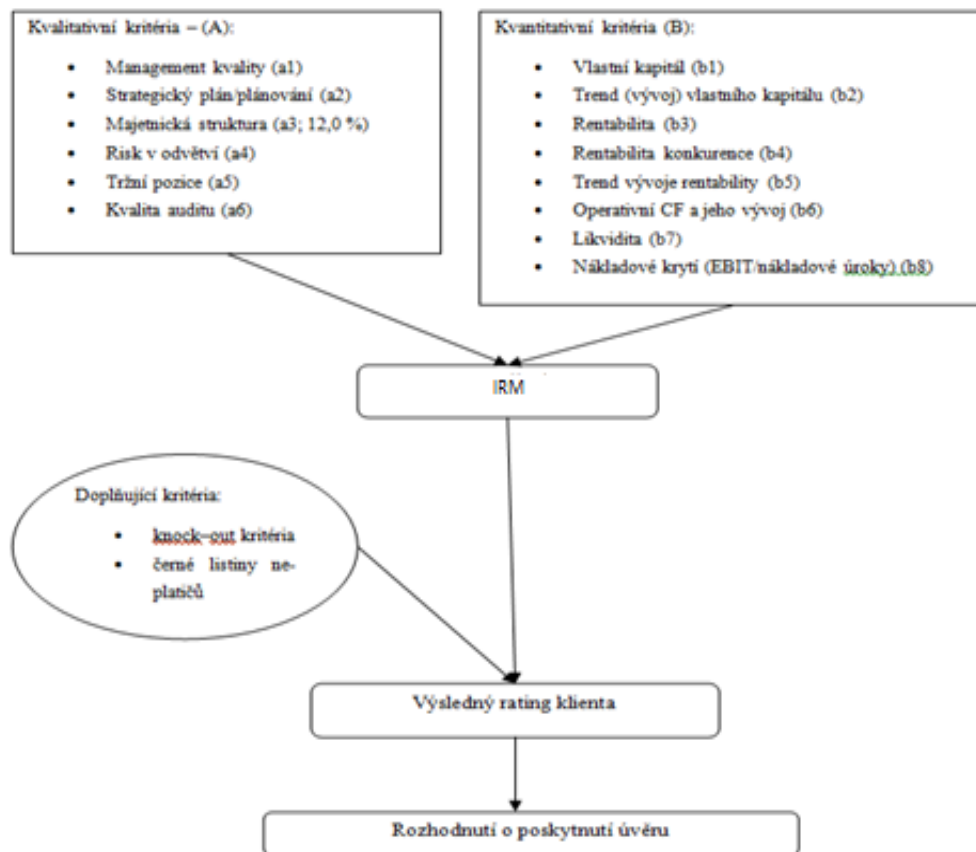 Kvalitativní kritéria – (A):
• Management kvality (a1)
• Strategický plán/plánování (a2)
• Majetnická struktura (a3; 12,0 %)
• Risk v odvětví (a4)
• Tržní pozice (a5)
• Kvalita auditu (a6)
Kvantitativní kritéria (B):
• Vlastní kapitál (b1)
• Trend (vývoj) vlastního kapitálu (b2)
• Rentabilita (b3)
• Rentabilita konkurence (b4)
• Trend vývoje rentability (b5)
• Operativní CF a jeho vývoj (b6)
• Likvidita (b7)
• Nákladové krytí (EBIT/nákladové úroky) (b8)
IRM
Doplňující kritéria:
• knock–out kritéria
• černé listiny ne-
platičů
Výsledný rating klienta
Rozhodnutí o poskytnutí úvěru